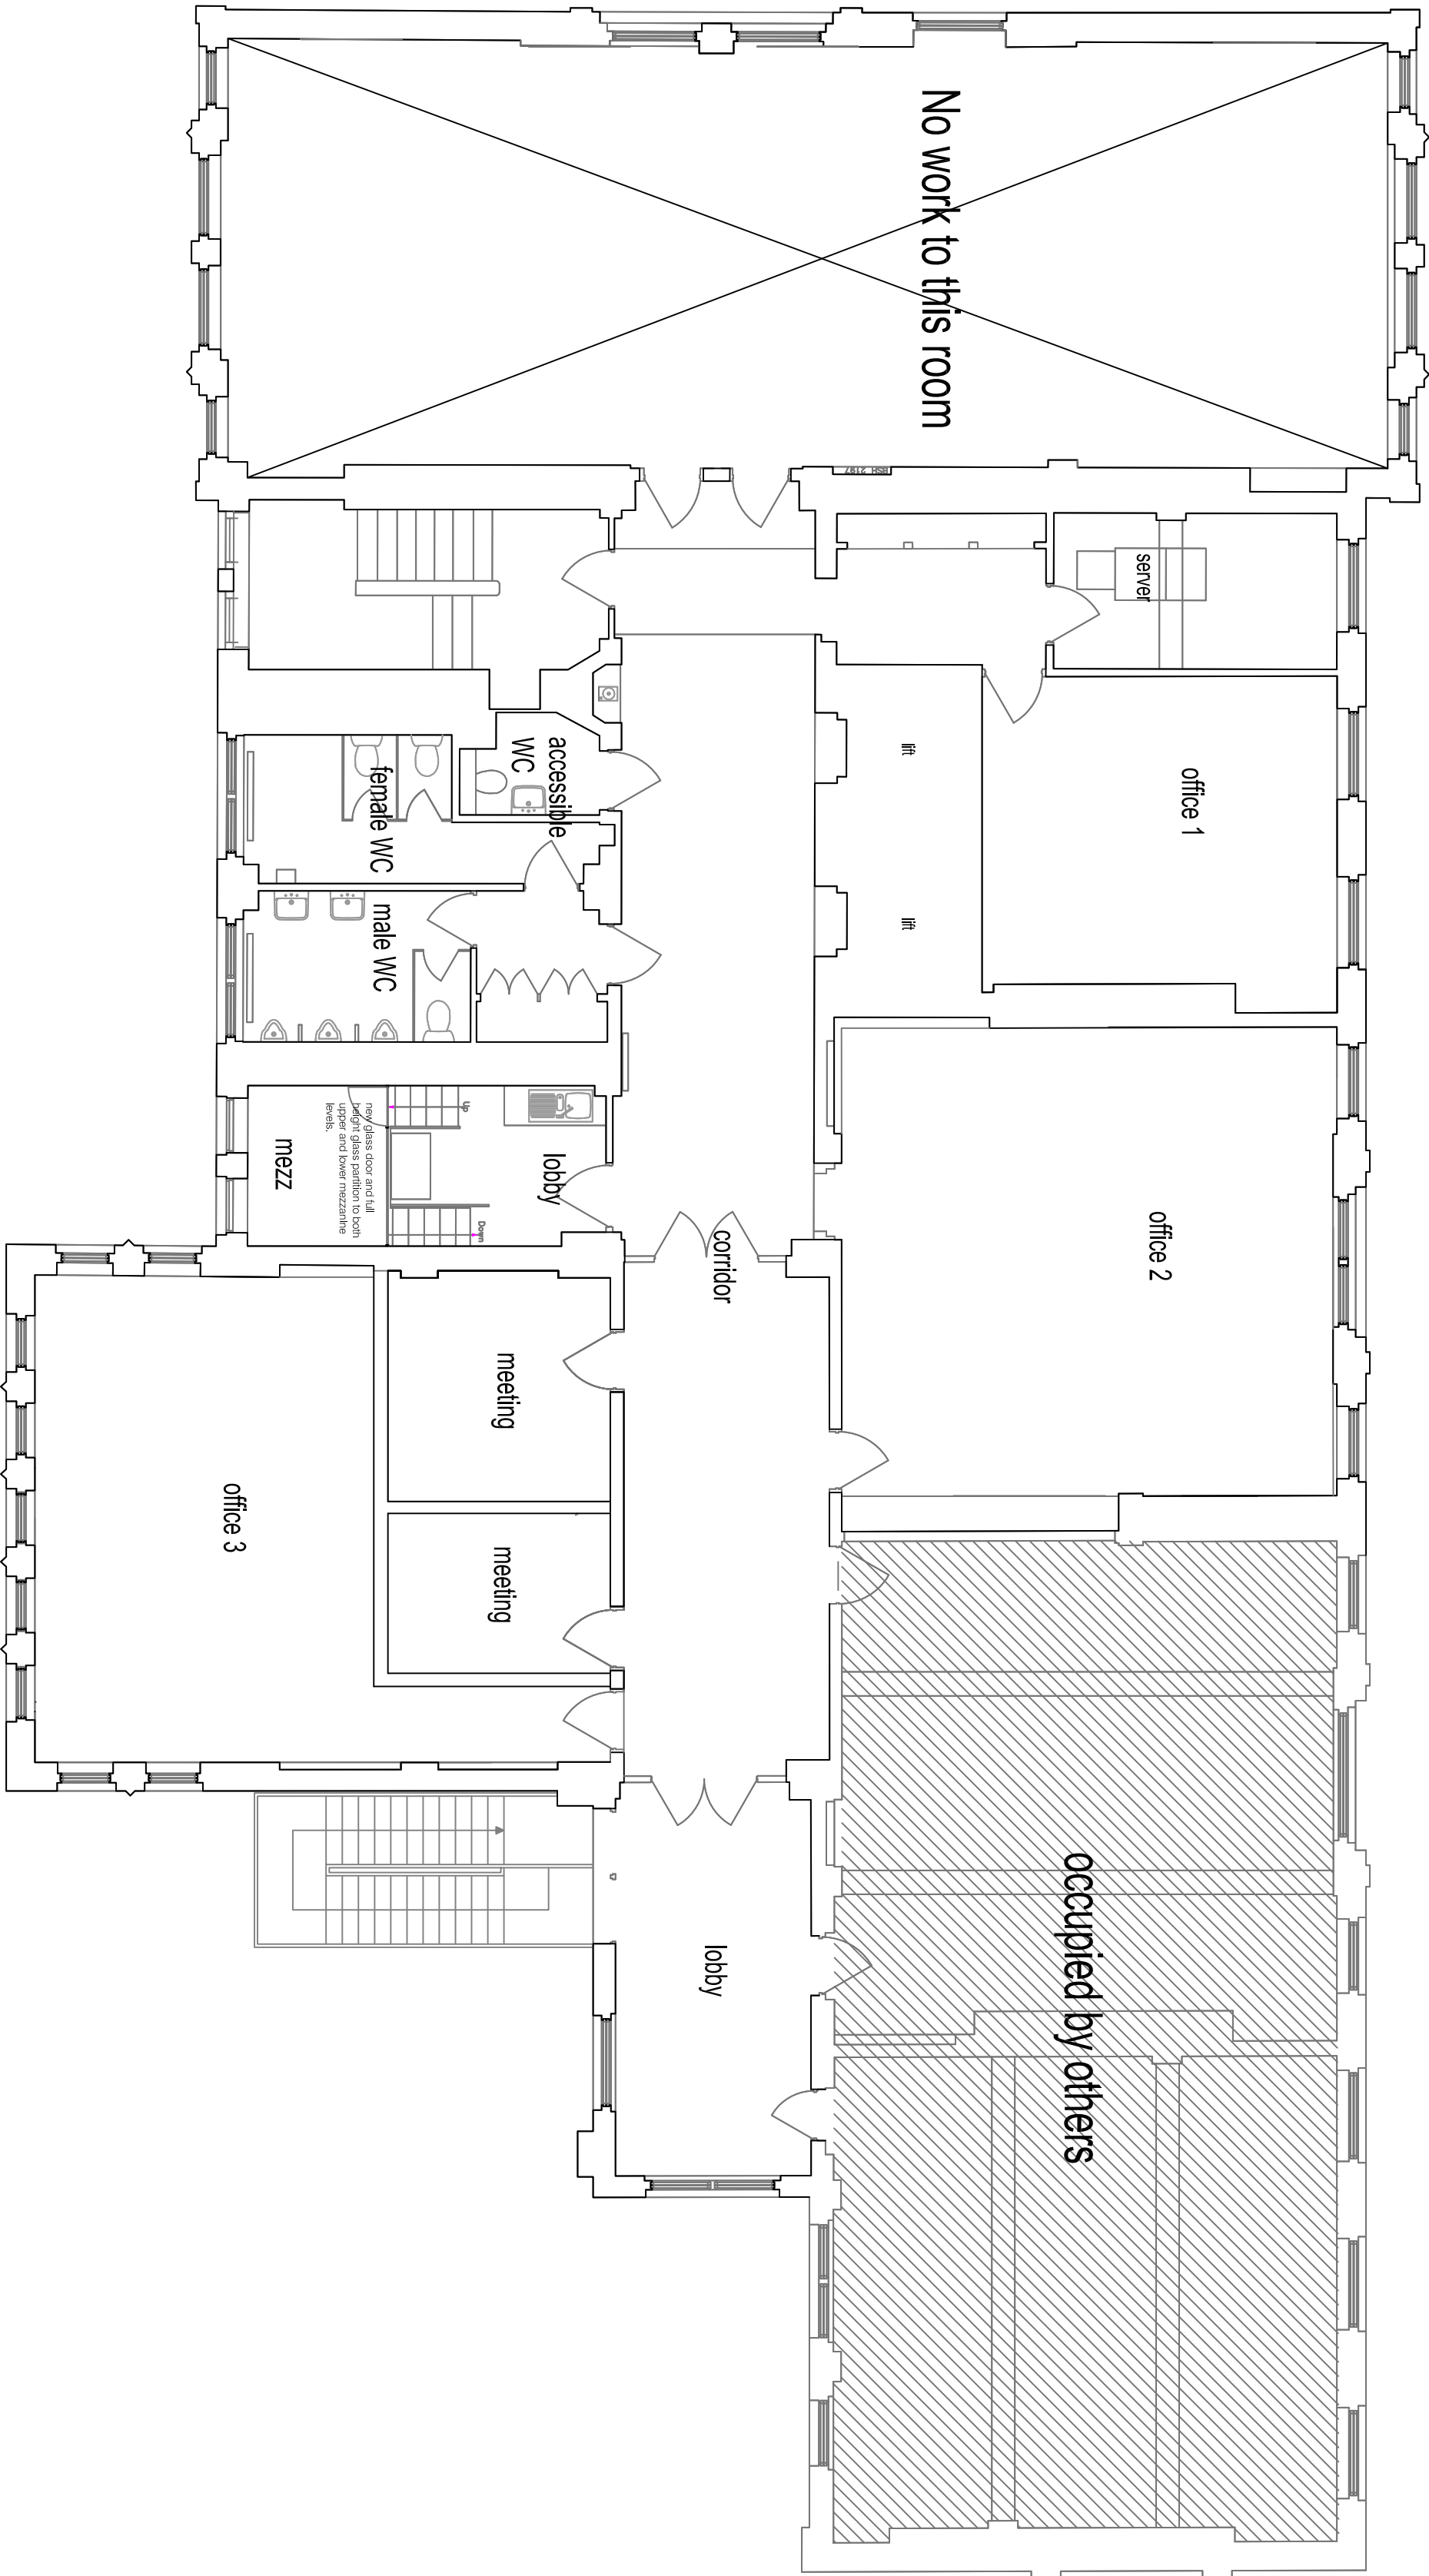 No work to this room
BSH 2197
server
lift
lift
office 1
accessible
WC
female WC
male WC
office 2
Up
Down
lobby
new glass door and full
height glass partition to both
upper and lower mezzanine
levels.
mezz
corridor
meeting
meeting
office 3
lobby
occupied by others